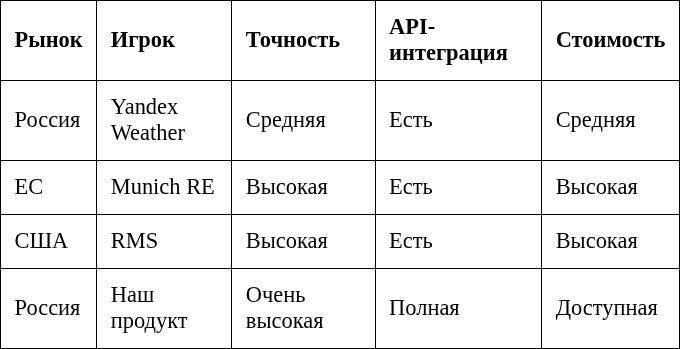 Рынок Игрок Точность API-интеграция Стоимость
Россия Yandex Weather Средняя Есть Средняя
ЕС Munich RE Высокая Есть Высокая
США RMS Высокая Есть Высокая
Россия Наш продукт Очень высокая Полная Доступная